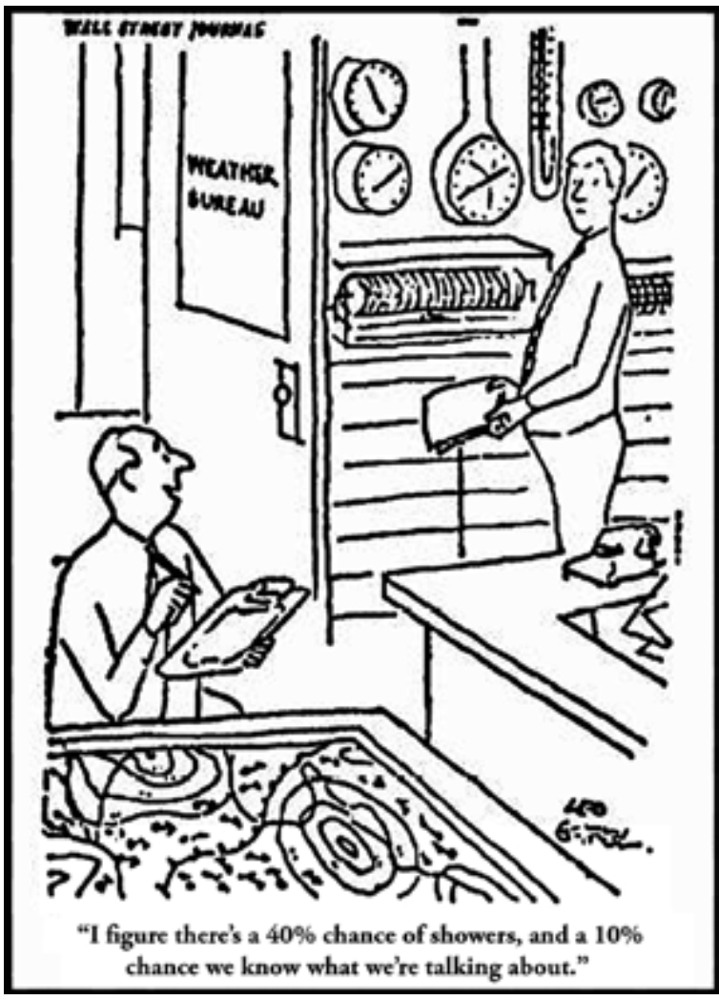 WALL STREET JOURNAL
WEATHER
BUREAU
LEO
“I figure there’s a 40% chance of showers, and a 10%
chance we know what we’re talking about.”